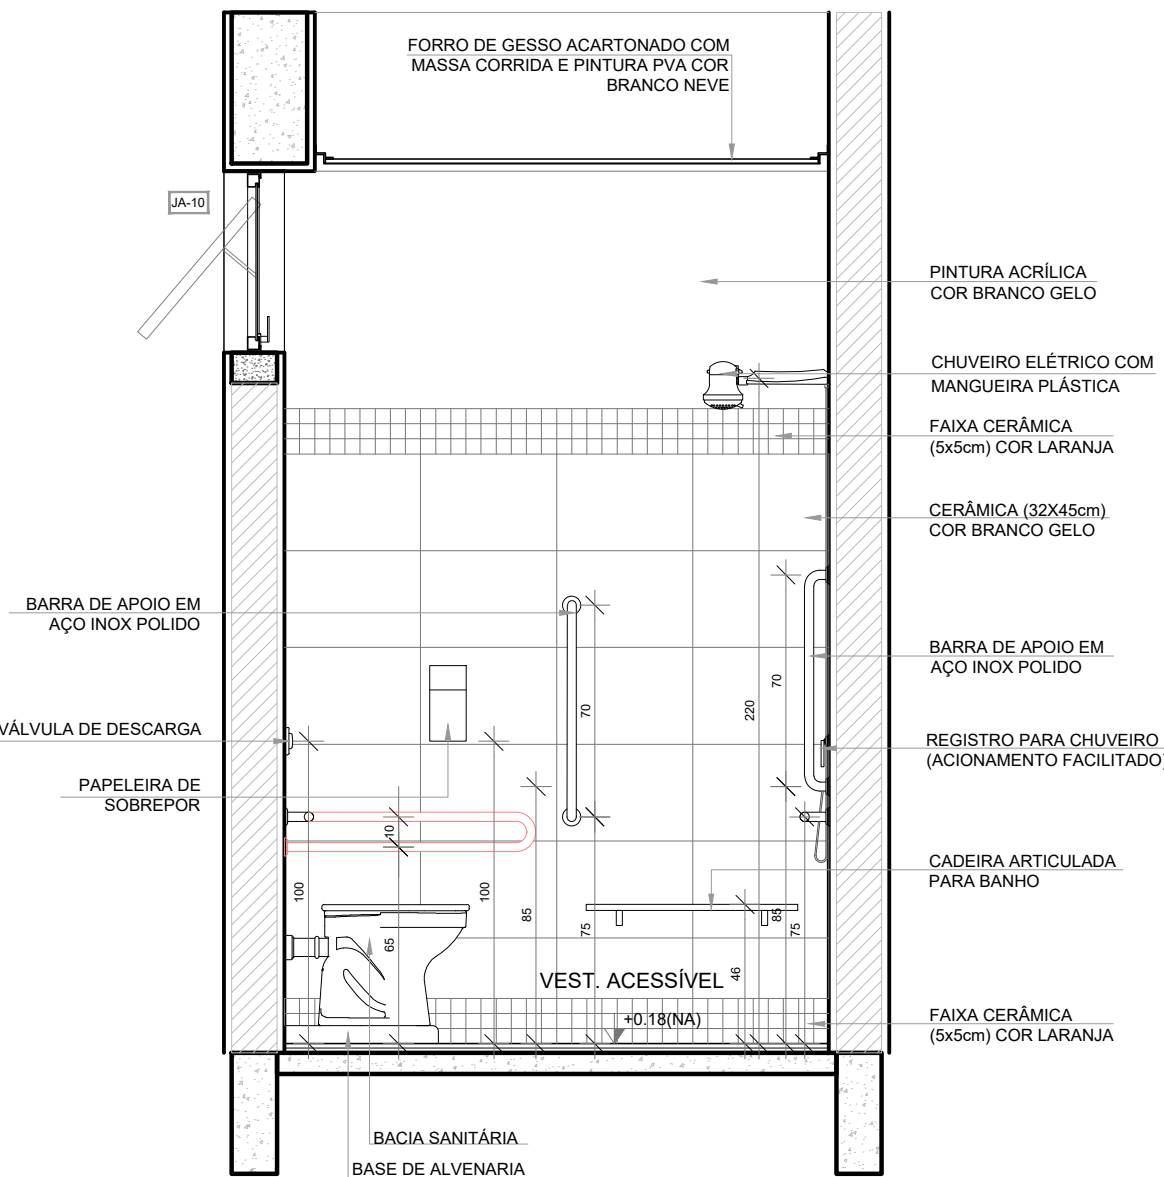 FORRO DE GESSO ACARTONADO COM
MASSA CORRIDA E PINTURA PVA COR
BRANCO NEVE
JA-10
PINTURA ACRÍLICA
COR BRANCO GELO
CHUVEIRO ELÉTRICO COM
MANGUEIRA PLÁSTICA
FAIXA CERÂMICA
(5x5cm) COR LARANJA
CERÂMICA (32X45cm)
COR BRANCO GELO
BARRA DE APOIO EM
AÇO INOX POLIDO
BARRA DE APOIO EM
AÇO INOX POLIDO
70
70
220
VÁLVULA DE DESCARGA
REGISTRO PARA CHUVEIRO
(ACIONAMENTO FACILITADO)
PAPELEIRA DE
SOBREPOR
10
CADEIRA ARTICULADA
PARA BANHO
100
100
85
85
75
75
65
46
VEST. ACESSÍVEL
+0.18(NA)
FAIXA CERÂMICA
(5x5cm) COR LARANJA
BACIA SANITÁRIA
BASE DE ALVENARIA